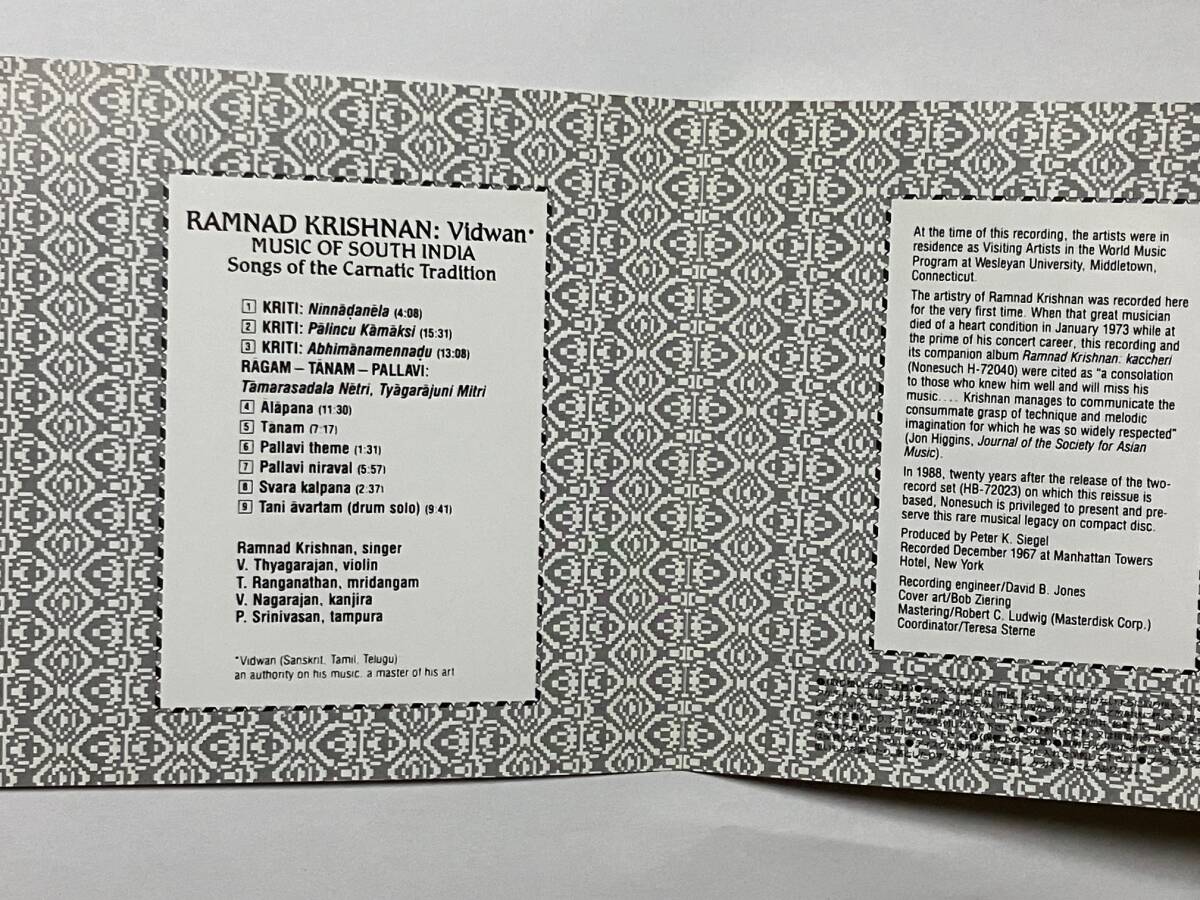 RAMNAD KRISHNAN: Vidwan*
MUSIC OF SOUTH INDIA
Songs of the Carnatic Tradition
1 KRITI: Ninnāḍanēla (4:08)
2 KRITI: Pālincu Kāmāksi (15:31)
3 KRITI: Abhimānamennaḍu (13:08)
RĀGAM – TĀNAM – PALLAVI:
Tāmarasadala Nētri, Tyāgarājuni Mitri
4 Ālāpana (11:30)
5 Tānam (7:17)
6 Pallavi theme (1:31)
7 Pallavi niraval (5:57)
8 Svara kalpana (2:37)
9 Tani āvartam (drum solo) (9:41)
Ramnad Krishnan, singer
V. Thyagarajan, violin
T. Ranganathan, mridangam
V. Nagarajan, kanjira
P. Srinivasan, tampura
*Vidwan (Sanskrit, Tamil, Telugu)
an authority on his music, a master of his art
At the time of this recording, the artists were in
residence as Visiting Artists in the World Music
Program at Wesleyan University, Middletown,
Connecticut.
The artistry of Ramnad Krishnan was recorded here
for the very first time. When that great musician
died of a heart condition in January 1973 while at
the prime of his concert career, this recording and
its companion album Ramnad Krishnan: kaccheri
(Nonesuch H-72040) were cited as “a consolation
to those who knew him well and will miss his
music.... Krishnan manages to communicate the
consummate grasp of technique and melodic
imagination for which he was so widely respected”
(Jon Higgins, Journal of the Society for Asian
Music).
In 1988, twenty years after the release of the two-
record set (HB-72023) on which this reissue is
based, Nonesuch is privileged to present and pre-
serve this rare musical legacy on compact disc.
Produced by Peter K. Siegel
Recorded December 1967 at Manhattan Towers
Hotel, New York
Recording engineer/David B. Jones
Cover art/Bob Ziering
Mastering/Robert C. Ludwig (Masterdisk Corp.)
Coordinator/Teresa Sterne